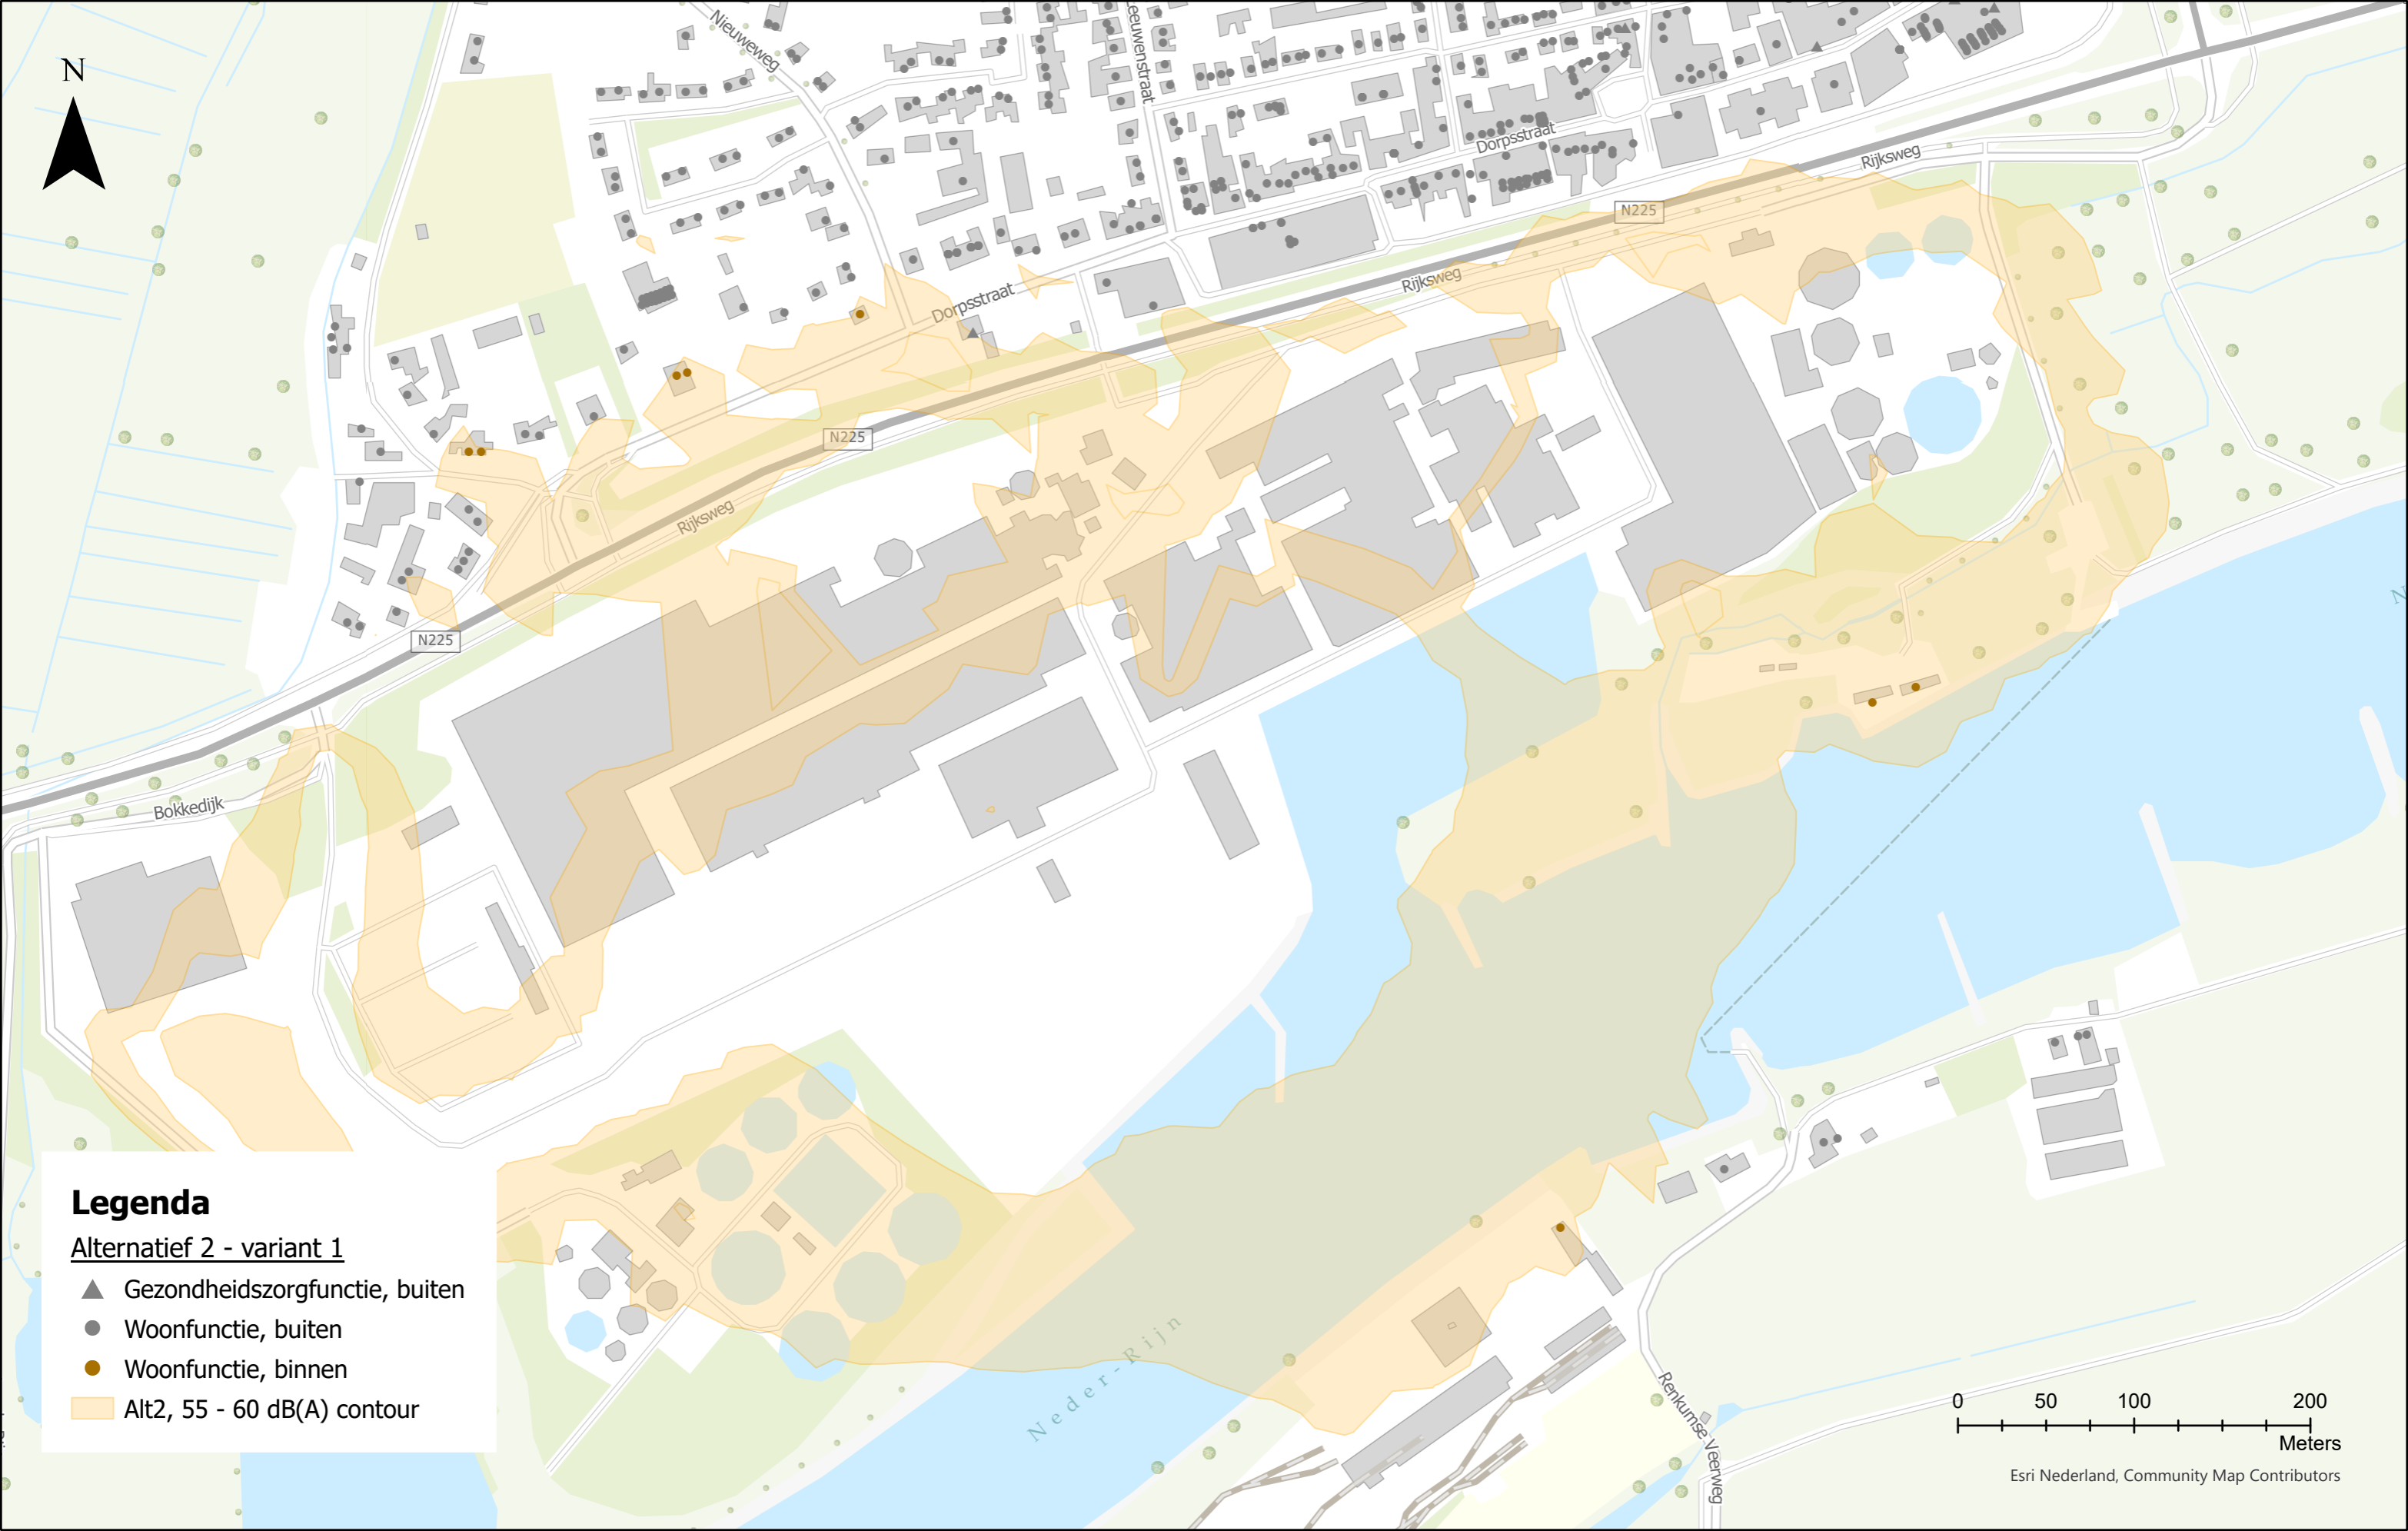 N
Nieuweweg
eeuwenstraat
Dorpsstraat
Rijksweg
N225
Rijksweg
Dorpsstraat
N225
Rijksweg
N225
Bokkedijk
N
Neder-Rijn
Renkumse Veerweg
Legenda
Alternatief 2 - variant 1
Gezondheidszorgfunctie, buiten
Woonfunctie, buiten
Woonfunctie, binnen
Alt2, 55 - 60 dB(A) contour
0 50 100 200
Meters
Esri Nederland, Community Map Contributors